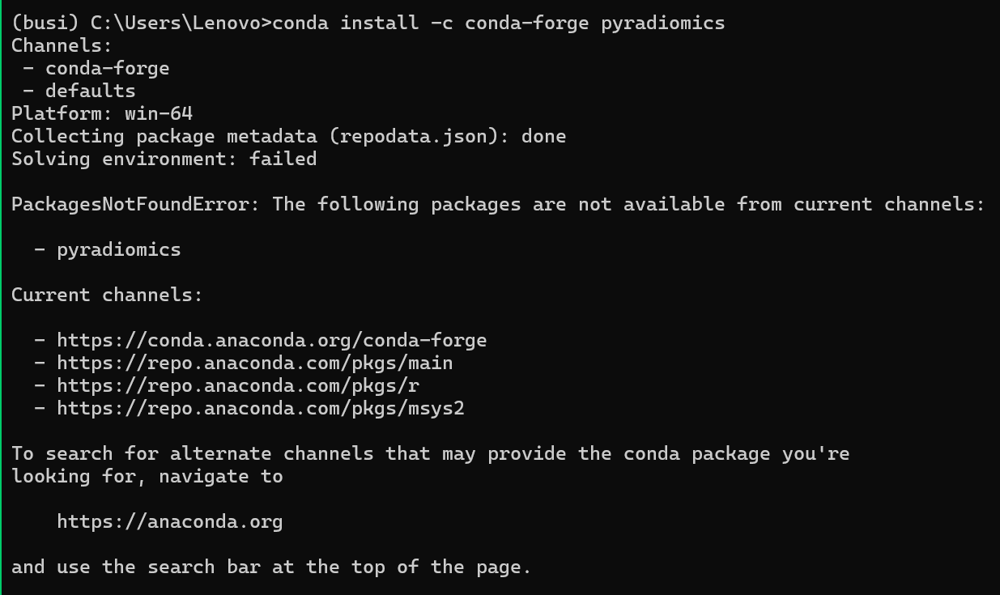 (busi) C:\Users\Lenovo>conda install -c conda-forge pyradiomics
Channels:
 - conda-forge
 - defaults
Platform: win-64
Collecting package metadata (repodata.json): done
Solving environment: failed

PackagesNotFoundError: The following packages are not available from current channels:

  - pyradiomics

Current channels:

  - https://conda.anaconda.org/conda-forge
  - https://repo.anaconda.com/pkgs/main
  - https://repo.anaconda.com/pkgs/r
  - https://repo.anaconda.com/pkgs/msys2

To search for alternate channels that may provide the conda package you're
looking for, navigate to

    https://anaconda.org

and use the search bar at the top of the page.